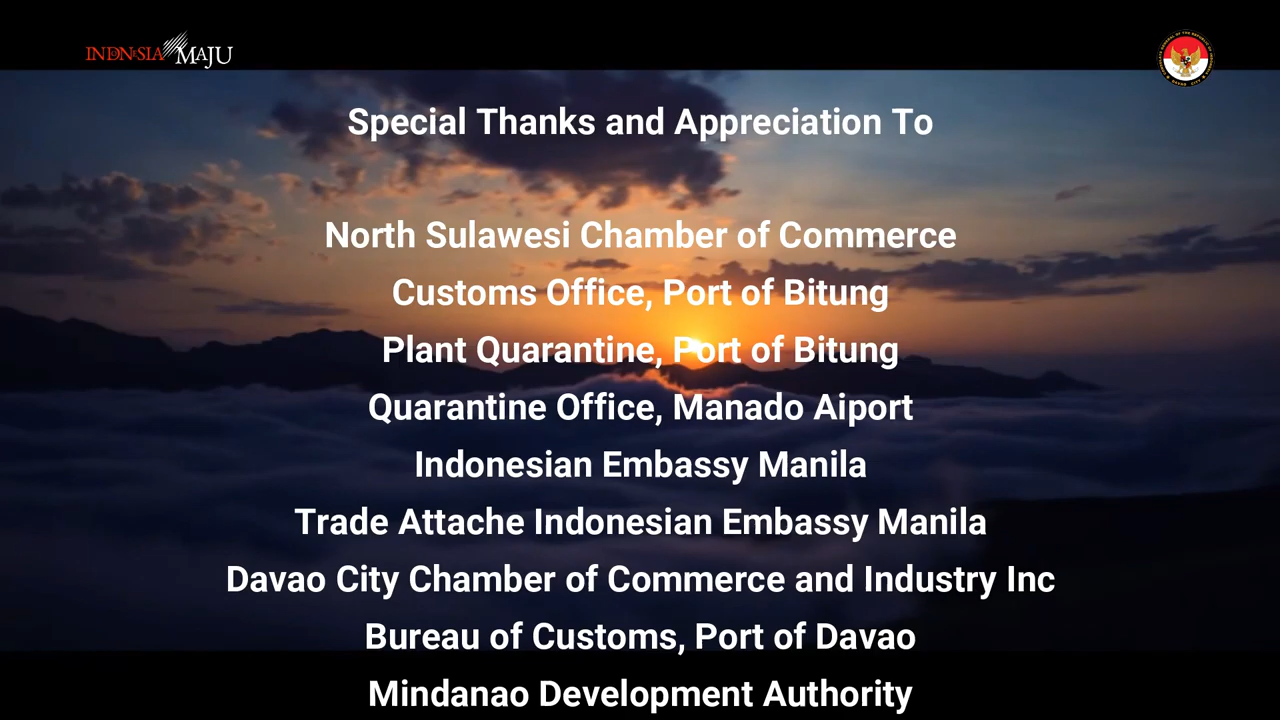 INDONESIA MAJU
Special Thanks and Appreciation To
North Sulawesi Chamber of Commerce
Customs Office, Port of Bitung
Plant Quarantine, Port of Bitung
Quarantine Office, Manado Aiport
Indonesian Embassy Manila
Trade Attache Indonesian Embassy Manila
Davao City Chamber of Commerce and Industry Inc
Bureau of Customs, Port of Davao
Mindanao Development Authority